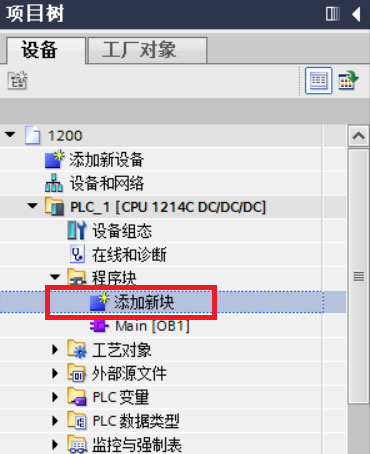 项目树
设备
工厂对象
1200
添加新设备
设备和网络
PLC_1 [CPU 1214C DC/DC/DC]
设备组态
在线和诊断
程序块
添加新块
Main [OB1]
工艺对象
外部源文件
PLC 变量
PLC 数据类型
监控与强制表